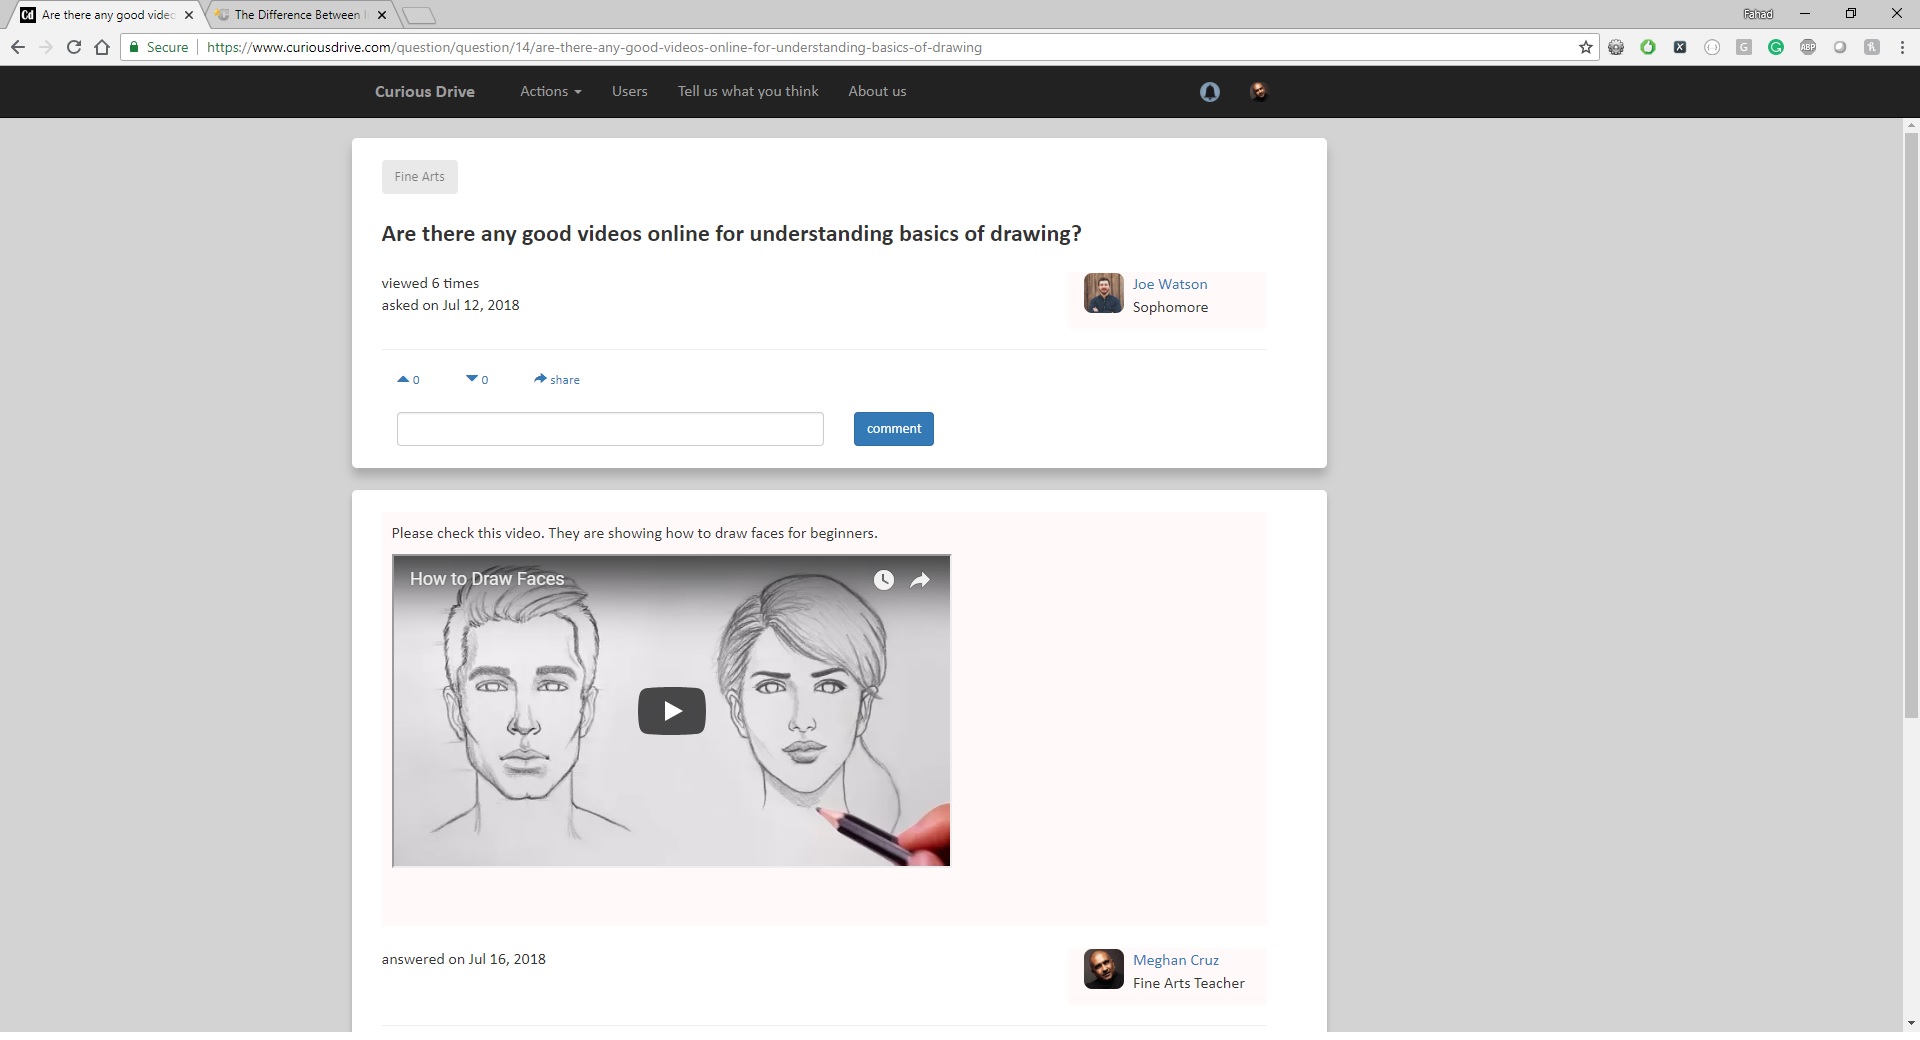 Are there any good videc
The Difference Between
Fahad
Secure
https://www.curiousdrive.com/question/question/14/are-there-any-good-videos-online-for-understanding-basics-of-drawing
Curious Drive Actions Users Tell us what you think About us
Fine Arts
Are there any good videos online for understanding basics of drawing?
viewed 6 times
asked on Jul 12, 2018
Joe Watson
Sophomore
0 0 share
comment
Please check this video. They are showing how to draw faces for beginners.
How to Draw Faces
answered on Jul 16, 2018
Meghan Cruz
Fine Arts Teacher